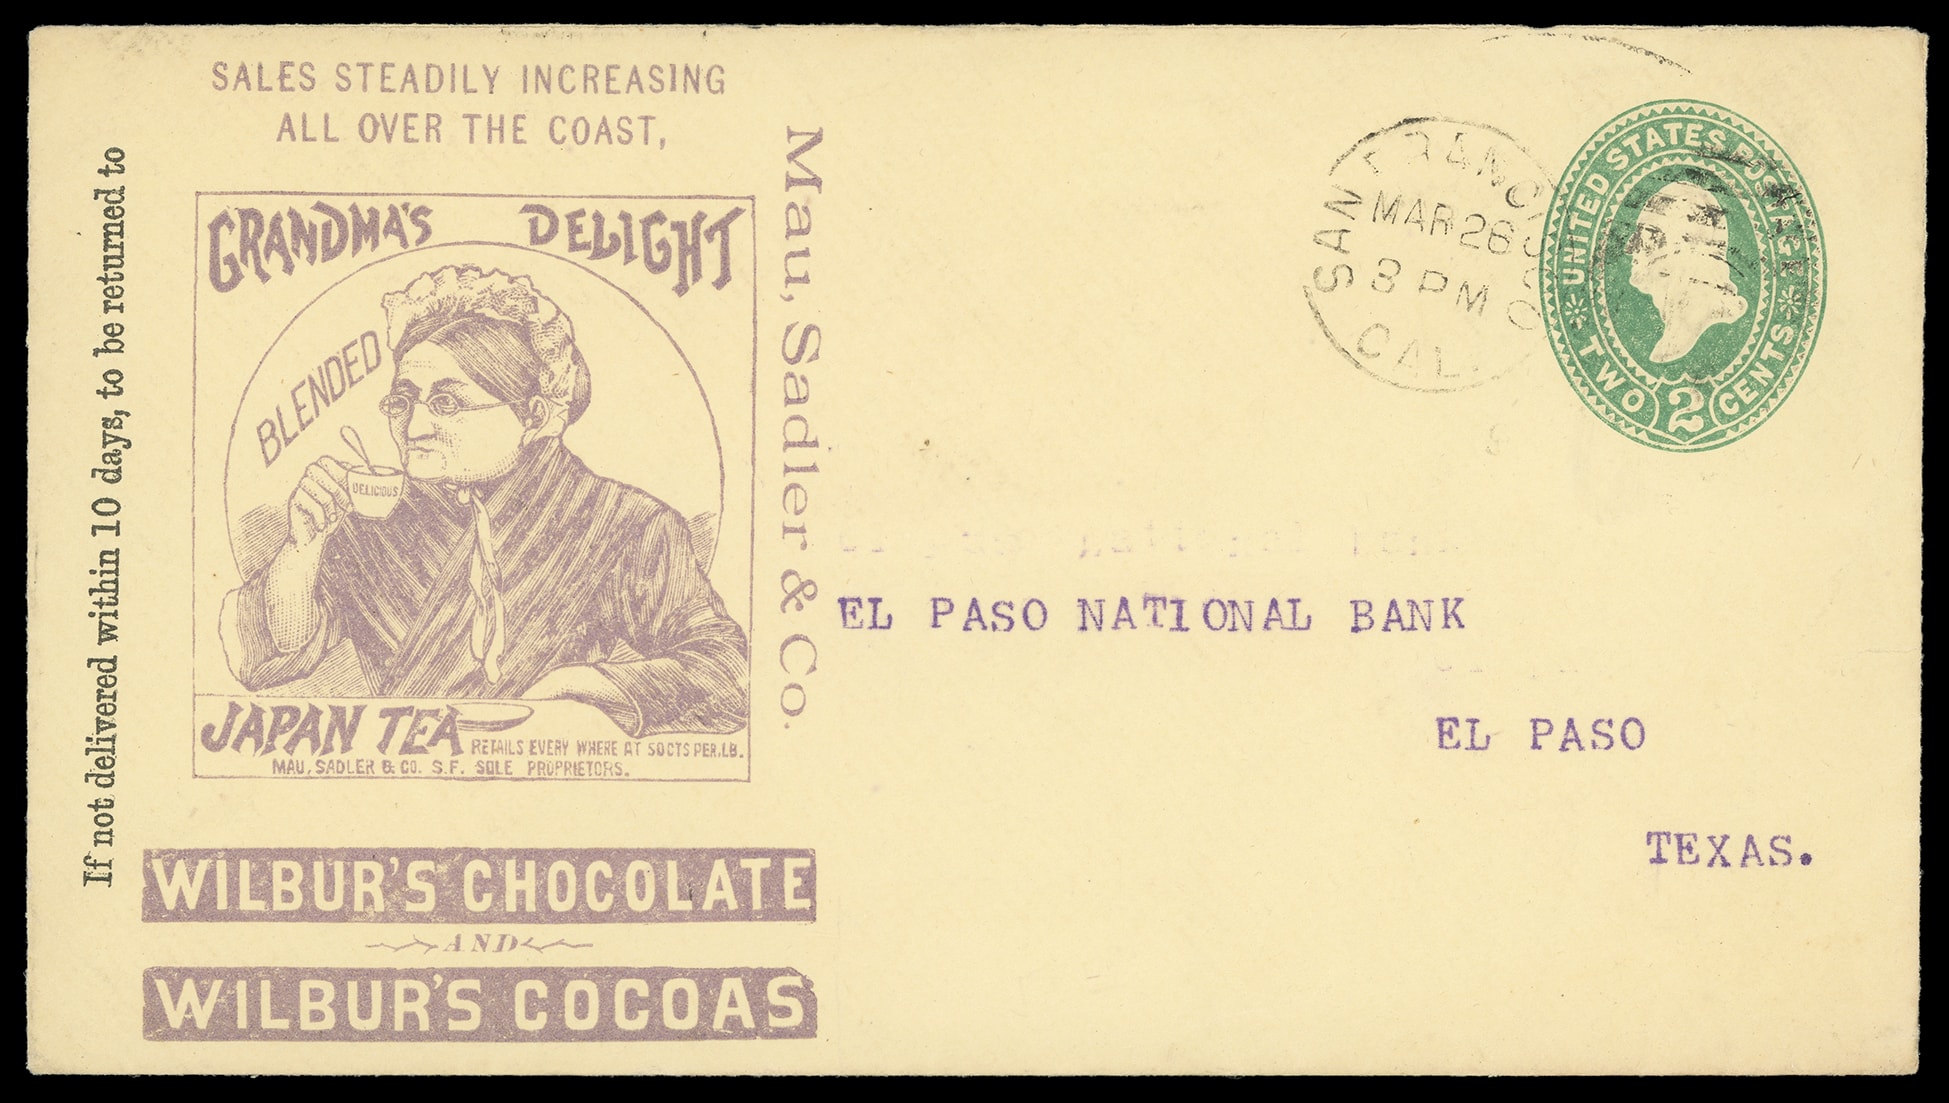 If not delivered within 10 days, to be returned to
SALES STEADILY INCREASING
ALL OVER THE COAST,
GRANDMA'S DELIGHT
BLENDED
DELICIOUS
JAPAN TEA
RETAILS EVERY WHERE AT 50CTS PER.LB.
MAU, SADLER & CO. S.F. SOLE PROPRIETORS.
Mau, Sadler & Co.
WILBUR'S CHOCOLATE
AND
WILBUR'S COCOAS
SAN FRANCISCO
MAR 26
8 PM
CAL.
UNITED STATES POSTAGE
TWO 2 CENTS
EL PASO NATIONAL BANK
EL PASO
TEXAS.